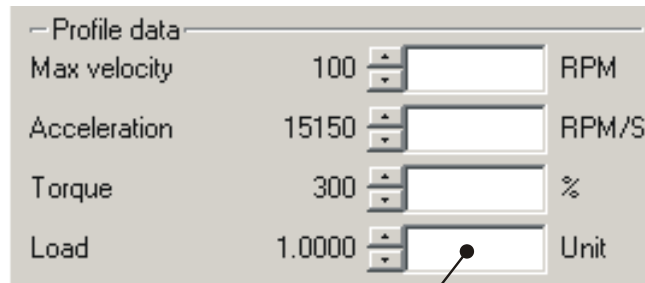 Profile data
Max velocity 100 RPM
Acceleration 15150 RPM/S
Torque 300 %
Load 1.0000 Unit